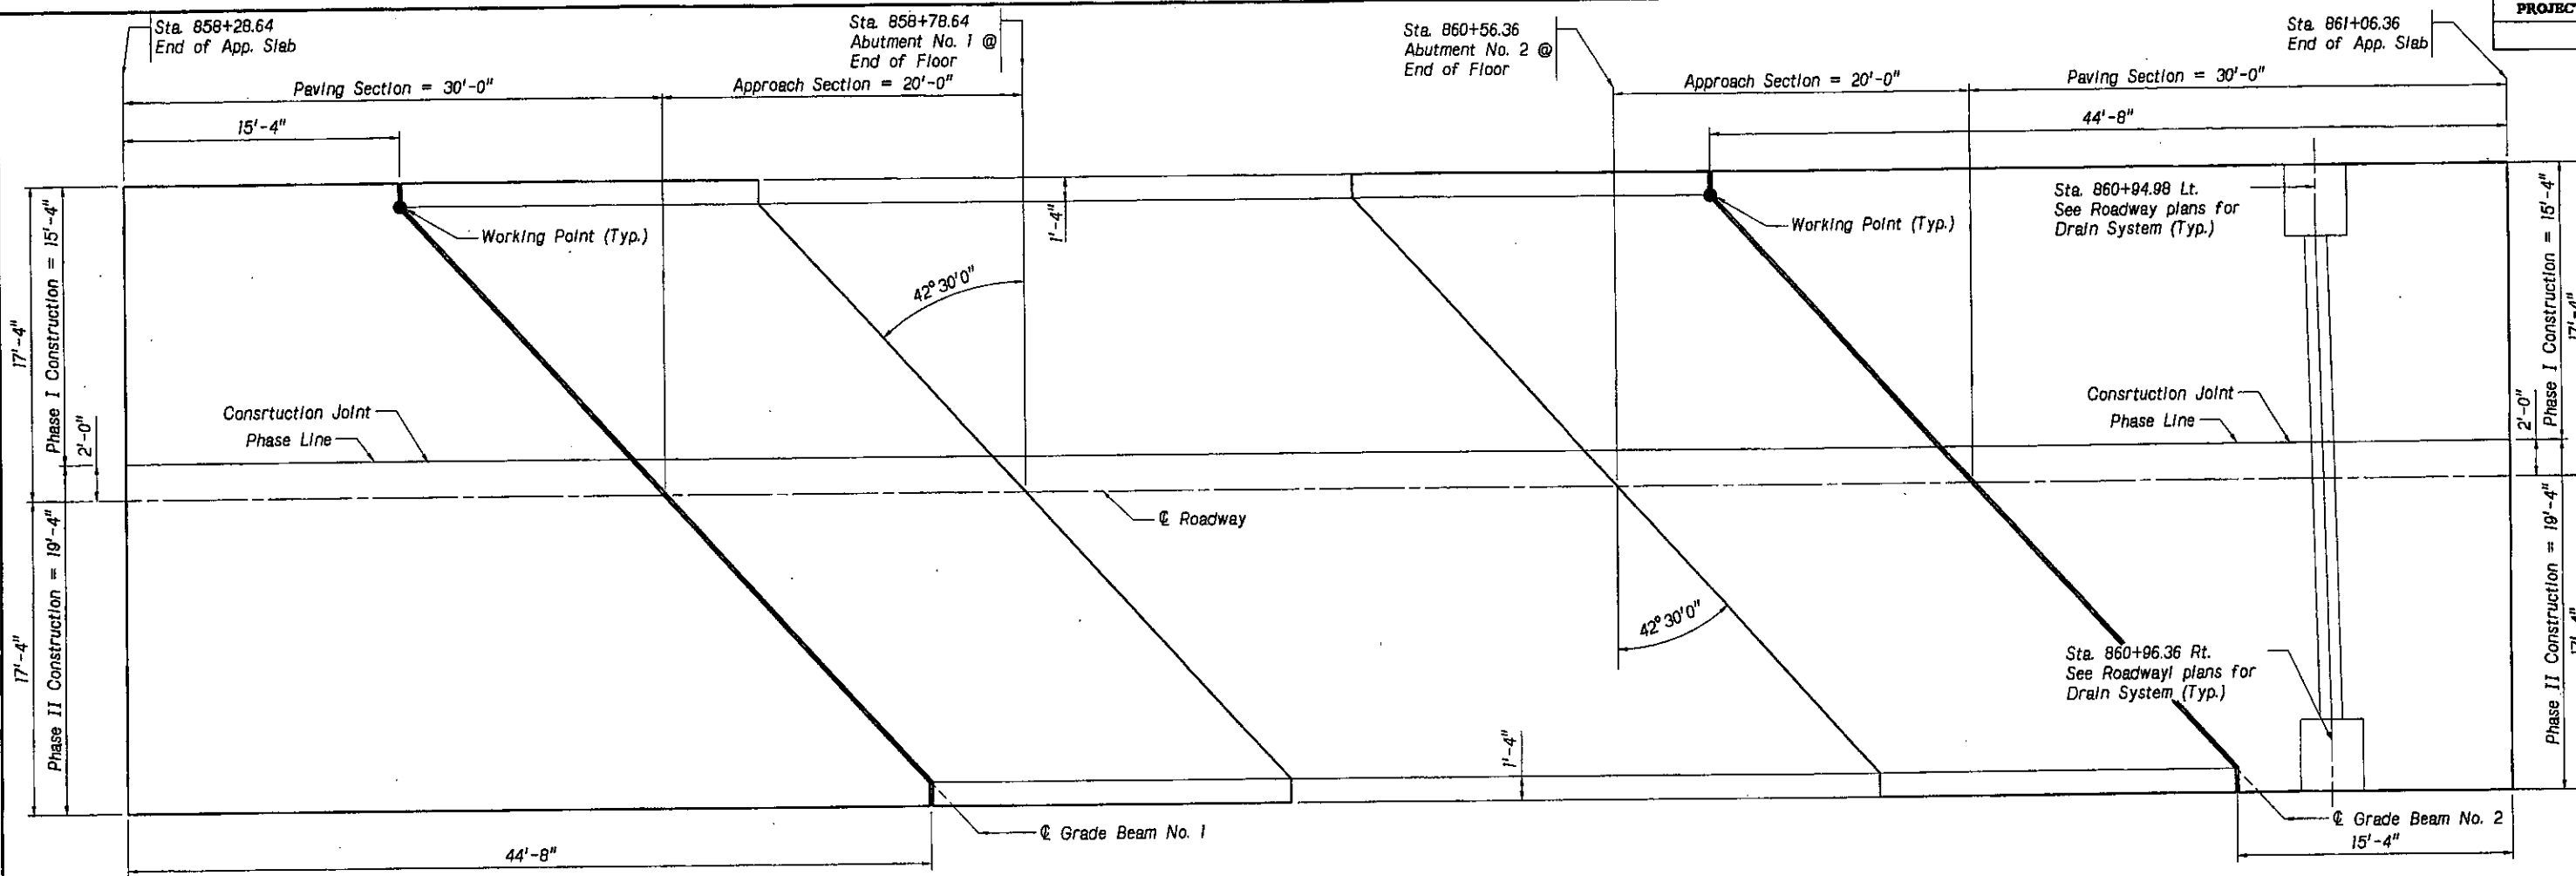 Sta. 858+28.64
End of App. Slab
Sta. 858+78.64
Abutment No. 1 @
End of Floor
Sta. 860+56.36
Abutment No. 2 @
End of Floor
Sta. 861+06.36
End of App. Slab
PROJEC
Paving Section = 30'-0"
Approach Section = 20'-0"
Approach Section = 20'-0"
Paving Section = 30'-0"
15'-4"
44'-8"
1'-4"
Working Point (Typ.)
Working Point (Typ.)
Sta. 860+94.98 Lt.
See Roadway plans for
Drain System (Typ.)
42°30'0"
17'-4"
Phase I Construction = 15'-4"
2'-0"
Consrtuction Joint
Phase Line
Consrtuction Joint
Phase Line
2'-0"
Phase I Construction = 15'-4"
17'-4"
℄ Roadway
17'-4"
Phase II Construction = 19'-4"
42°30'0"
Sta. 860+96.36 Rt.
See Roadwayl plans for
Drain System (Typ.)
Phase II Construction = 19'-4"
17'-4"
1'-4"
℄ Grade Beam No. 1
℄ Grade Beam No. 2
44'-8"
15'-4"